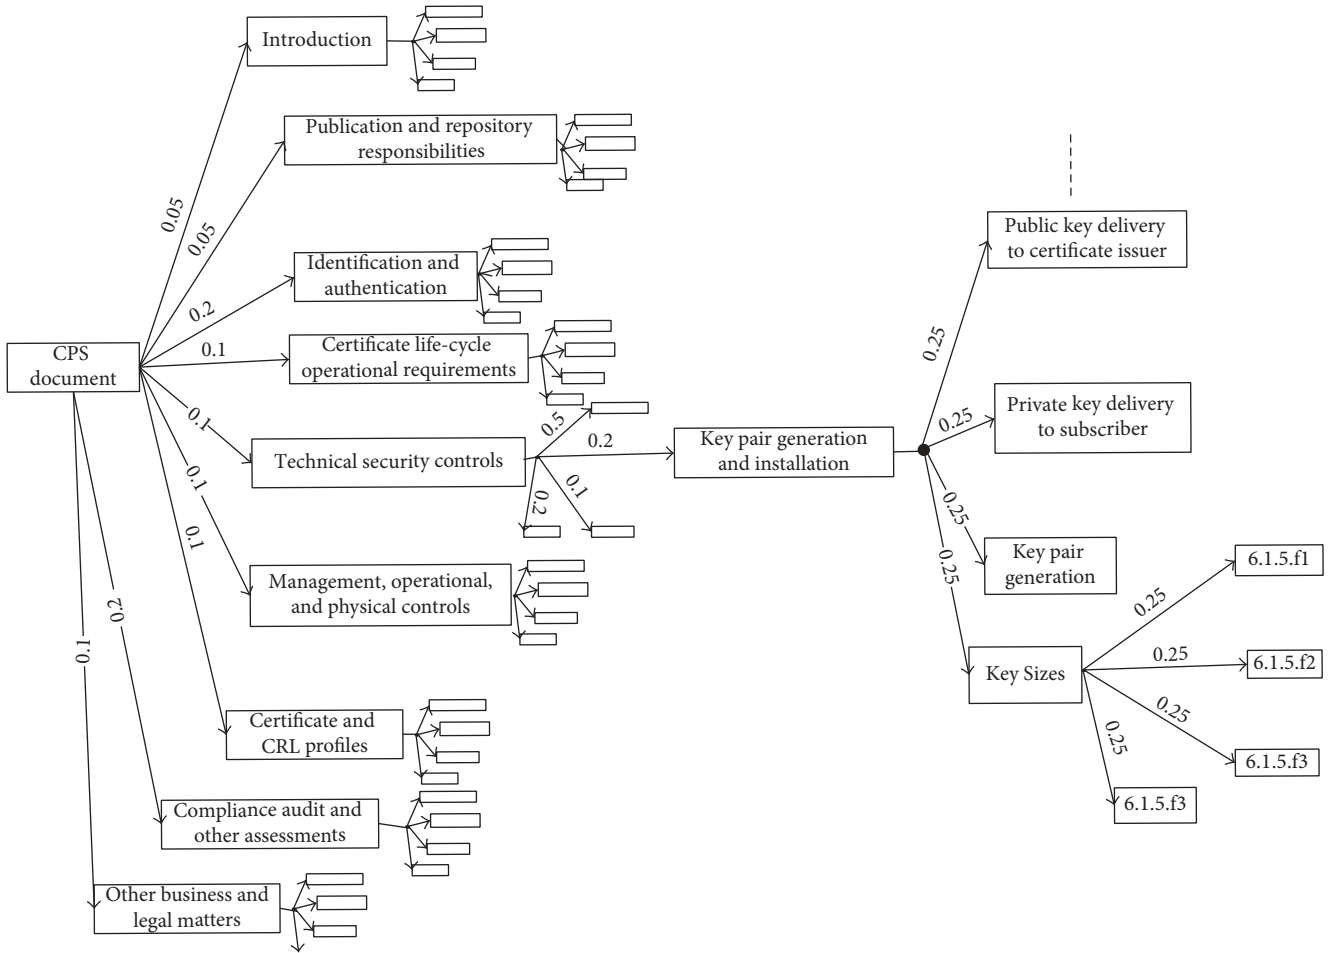 CPS
document
0.05
0.05
0.2
0.1
0.1
0.1
0.1
0.2
0.1
Introduction
Publication and repository
responsibilities
Identification and
authentication
Certificate life-cycle
operational requirements
Technical security controls
Management, operational,
and physical controls
Certificate and
CRL profiles
Compliance audit and
other assessments
Other business and
legal matters
0.5
0.2
0.1
0.2
Key pair generation
and installation
0.25
0.25
0.25
0.25
Public key delivery
to certificate issuer
Private key delivery
to subscriber
Key pair
generation
Key Sizes
0.25
0.25
0.25
0.25
6.1.5.f1
6.1.5.f2
6.1.5.f3
6.1.5.f3